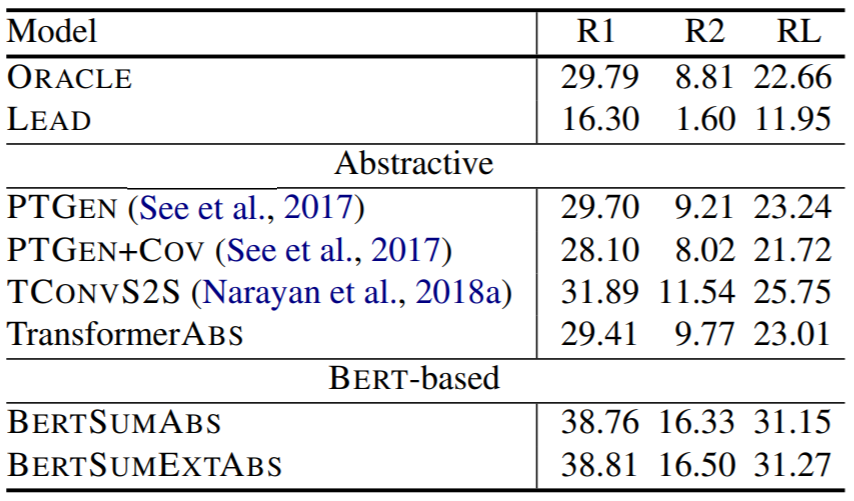 Model R1 R2 RL
ORACLE 29.79 8.81 22.66
LEAD 16.30 1.60 11.95
Abstractive
PTGEN (See et al., 2017) 29.70 9.21 23.24
PTGEN+COV (See et al., 2017) 28.10 8.02 21.72
TCONVS2S (Narayan et al., 2018a) 31.89 11.54 25.75
TransformerABS 29.41 9.77 23.01
BERT-based
BERTSUMABS 38.76 16.33 31.15
BERTSUMEXTABS 38.81 16.50 31.27